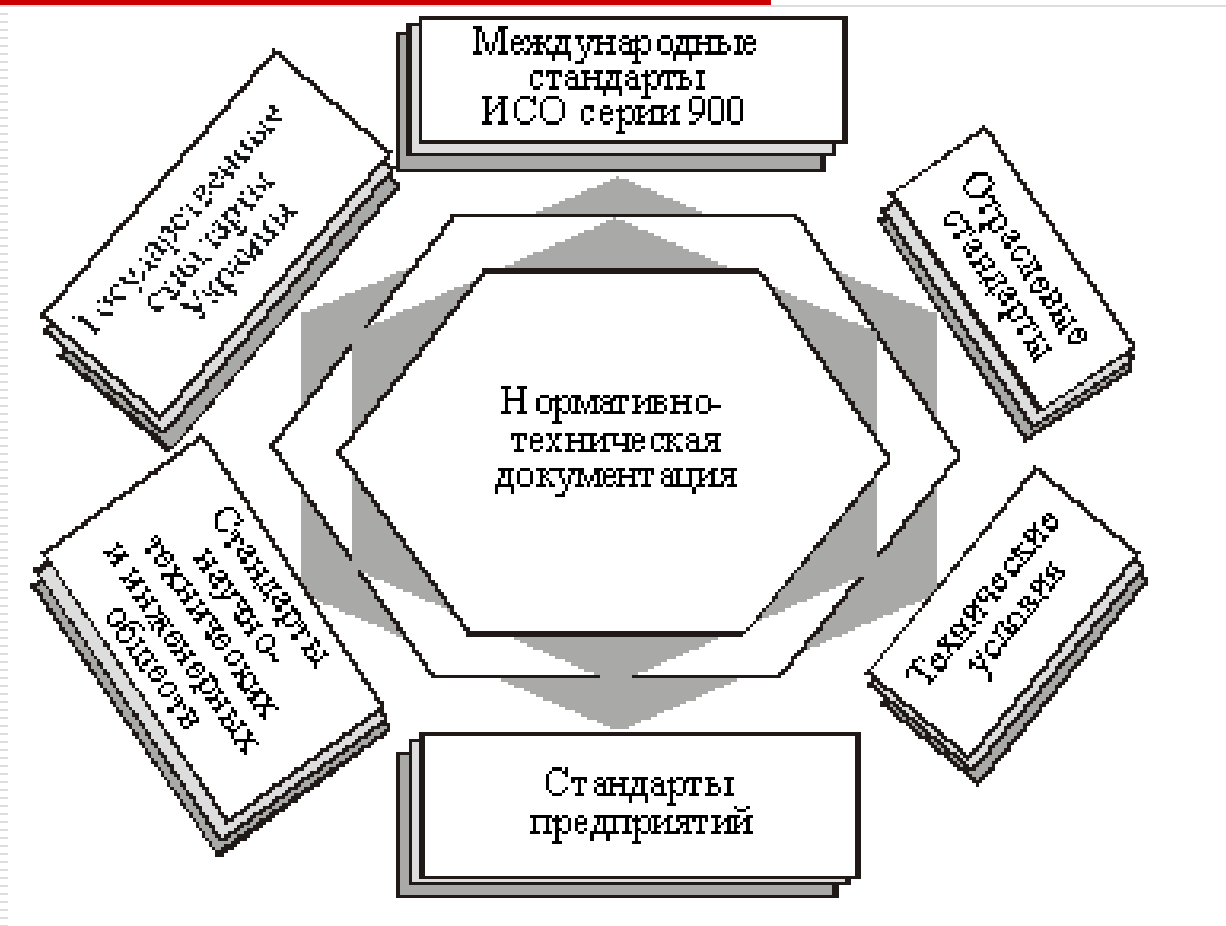 Международные
стандарты
ИСО серии 900
Государственные
стандарты
Украины
Отраслевые
стандарты
Нормативно-
техническая
документация
Стандарты
научно-
технических
и инженерных
обществ
Технические
условия
Стандарты
предприятий